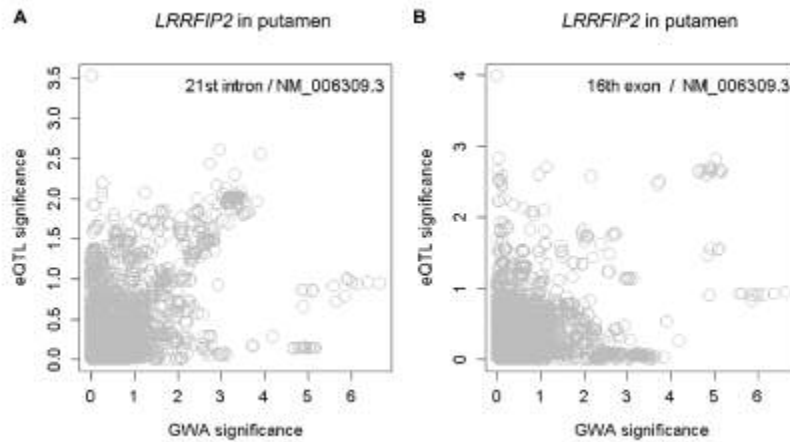 A
LRRFIP2 in putamen
21st intron / NM_006309.3
eQTL significance
0.0 0.5 1.0 1.5 2.0 2.5 3.0 3.5
0 1 2 3 4 5 6
GWA significance
B
LRRFIP2 in putamen
16th exon / NM_006309.3
eQTL significance
0 1 2 3 4
0 1 2 3 4 5 6
GWA significance